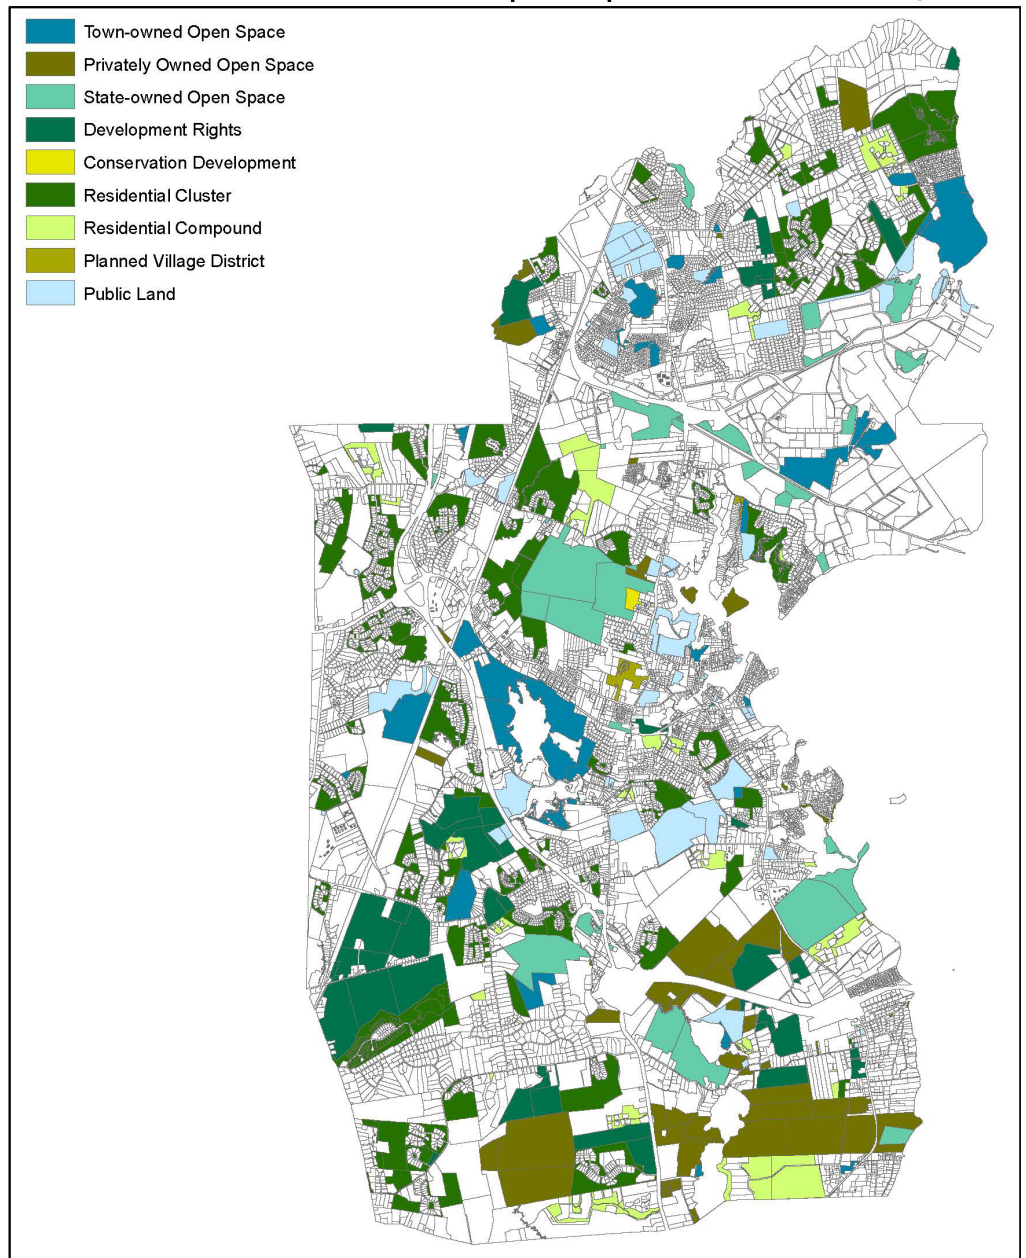 Town-owned Open Space
Privately Owned Open Space
State-owned Open Space
Development Rights
Conservation Development
Residential Cluster
Residential Compound
Planned Village District
Public Land